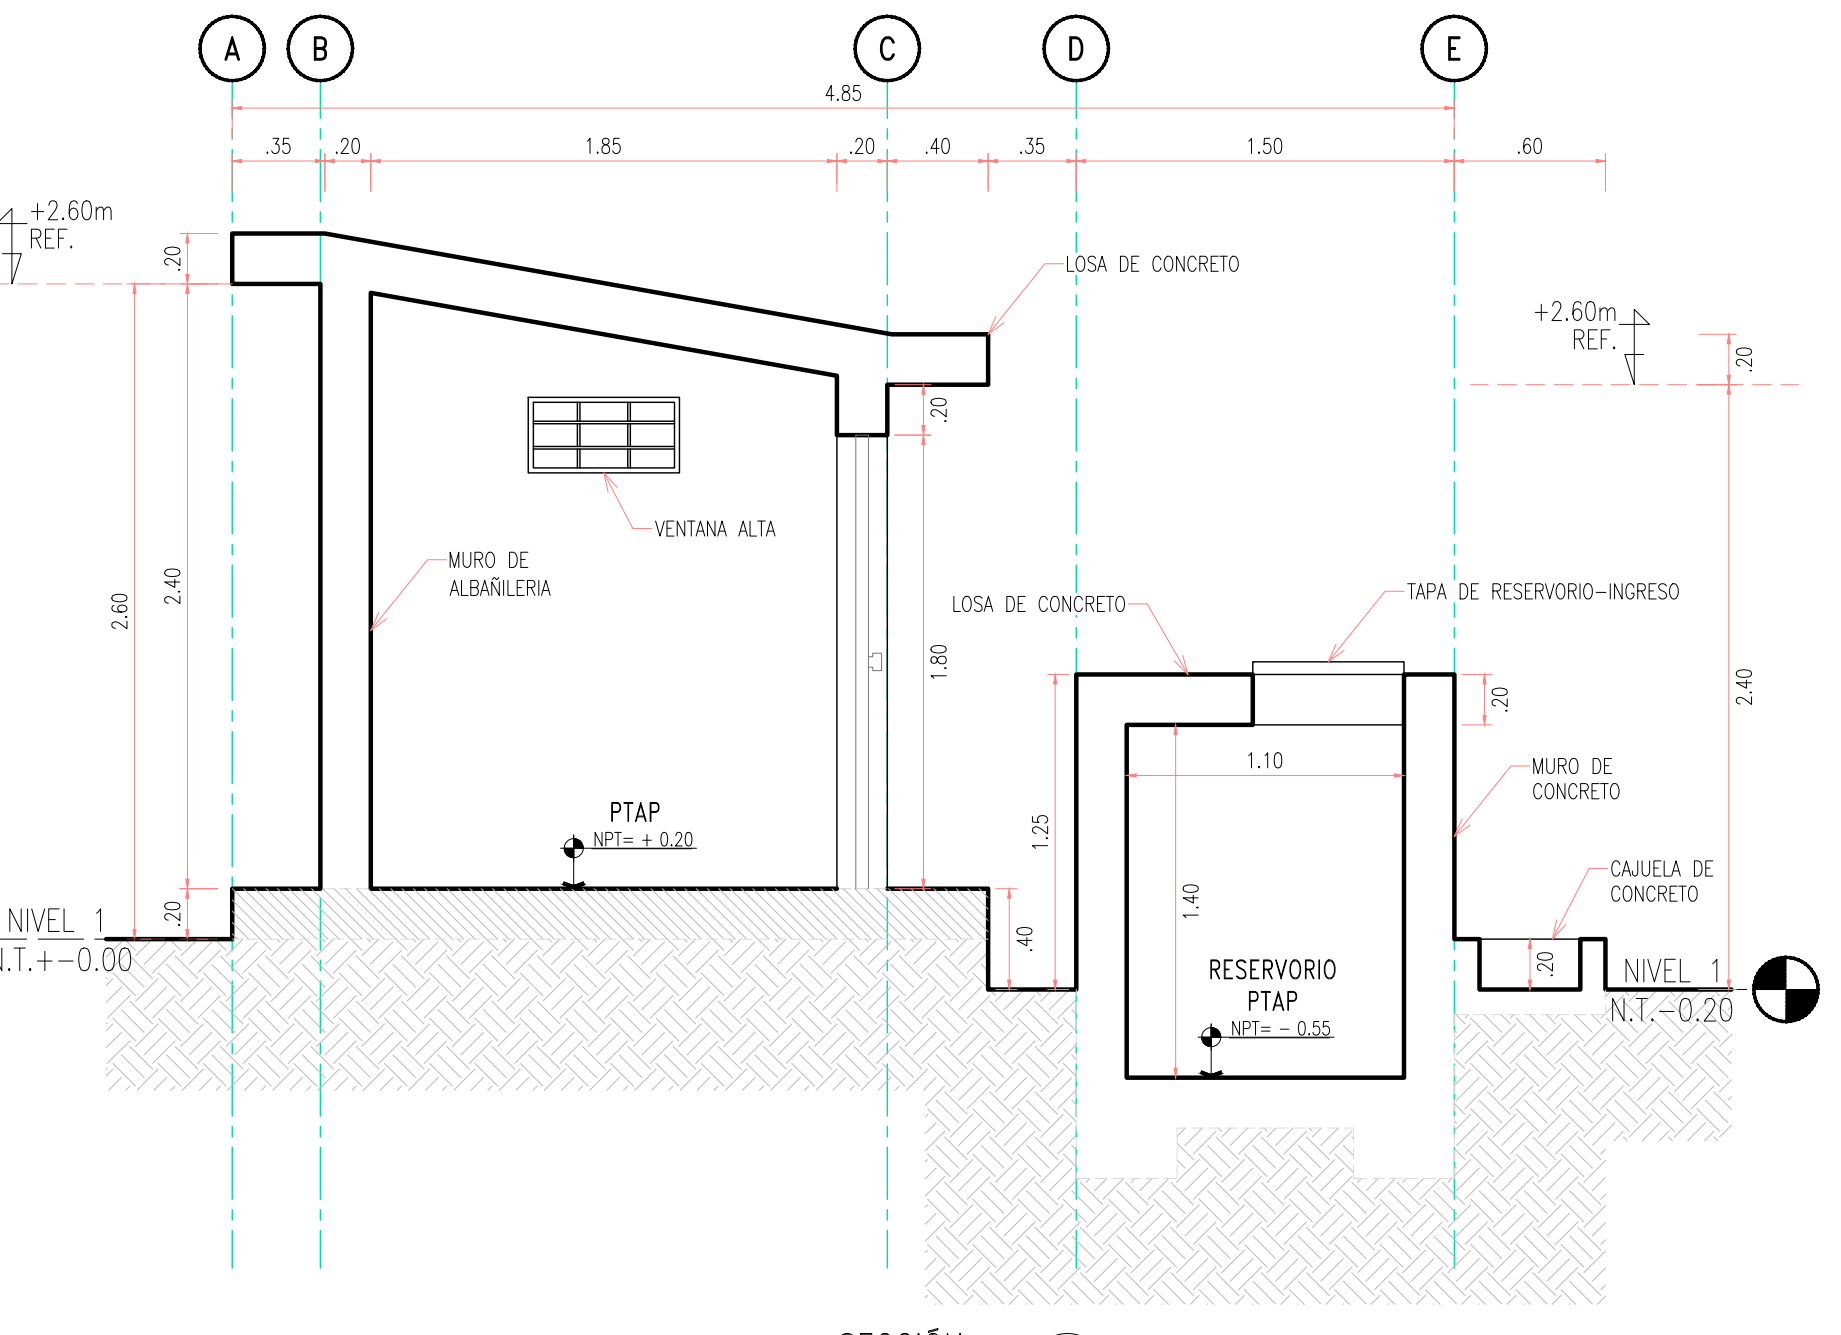 A B C D E
4.85
.35 .20 1.85 .20 .40 .35 1.50 .60
+2.60m
REF.
.20
LOSA DE CONCRETO
+2.60m
REF.
.20
.20
VENTANA ALTA
MURO DE
ALBAÑILERIA
2.60
2.40
LOSA DE CONCRETO
TAPA DE RESERVORIO-INGRESO
1.80
.20
2.40
1.10
MURO DE
CONCRETO
PTAP
NPT= + 0.20
1.25
1.40
CAJUELA DE
CONCRETO
NIVEL 1
N.T.+-0.00
.20
.40
.20
RESERVORIO
PTAP
NPT= - 0.55
NIVEL 1
N.T.-0.20